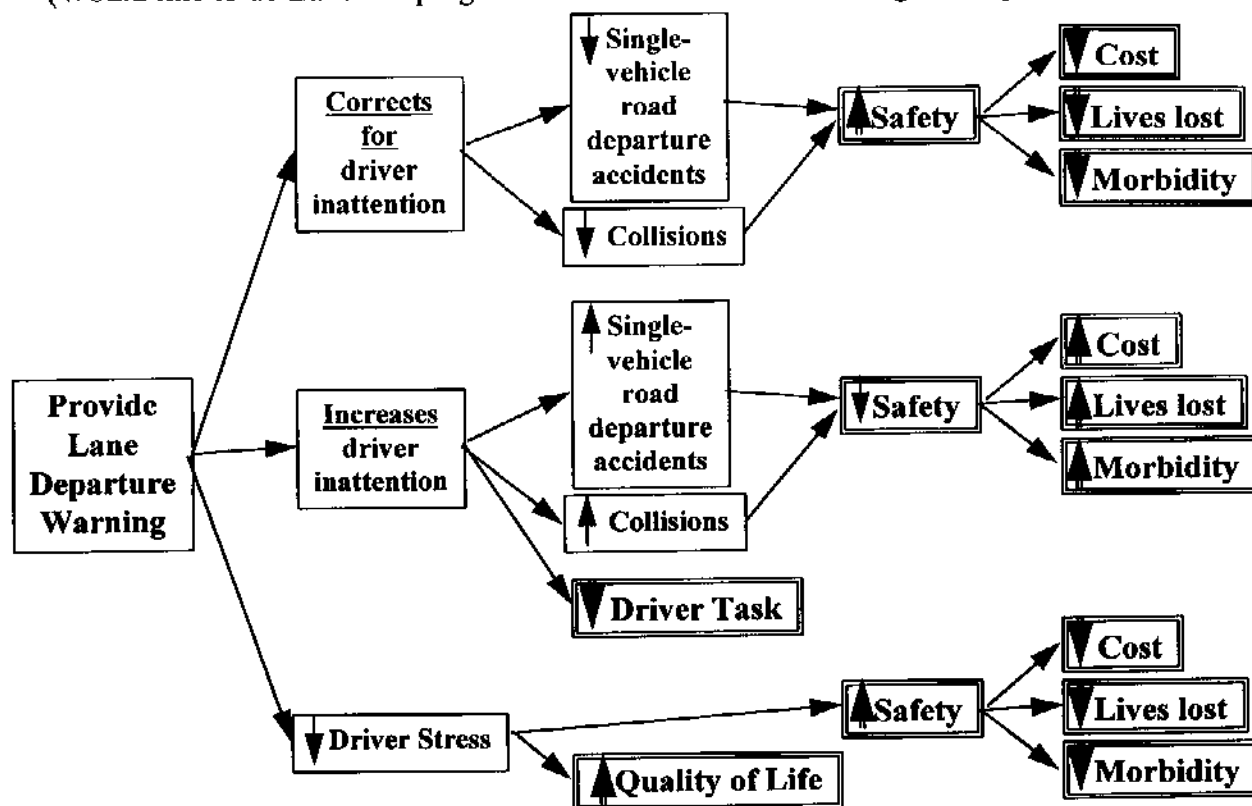 Single-
vehicle
road
departure
accidents
Corrects
for
driver
inattention
Collisions
Safety
Cost
Lives lost
Morbidity
Provide
Lane
Departure
Warning
Increases
driver
inattention
Single-
vehicle
road
departure
accidents
Collisions
Driver Task
Safety
Cost
Lives lost
Morbidity
Driver Stress
Quality of Life
Safety
Cost
Lives lost
Morbidity